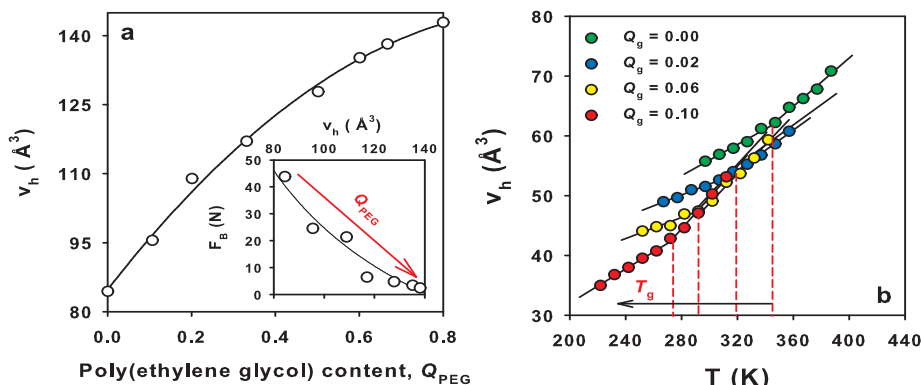 a
140
125
110
95
80
v_h ( Å³)
0.0 0.2 0.4 0.6 0.8
Poly(ethylene glycol) content, Q_PEG
v_h ( Å³)
80 100 120 140
50
40
30
20
10
0
F_B (N)
Q_PEG
Q_g = 0.00
Q_g = 0.02
Q_g = 0.06
Q_g = 0.10
80
70
60
50
40
30
v_h (Å³)
T_g
b
200 240 280 320 360 400 440
T (K)